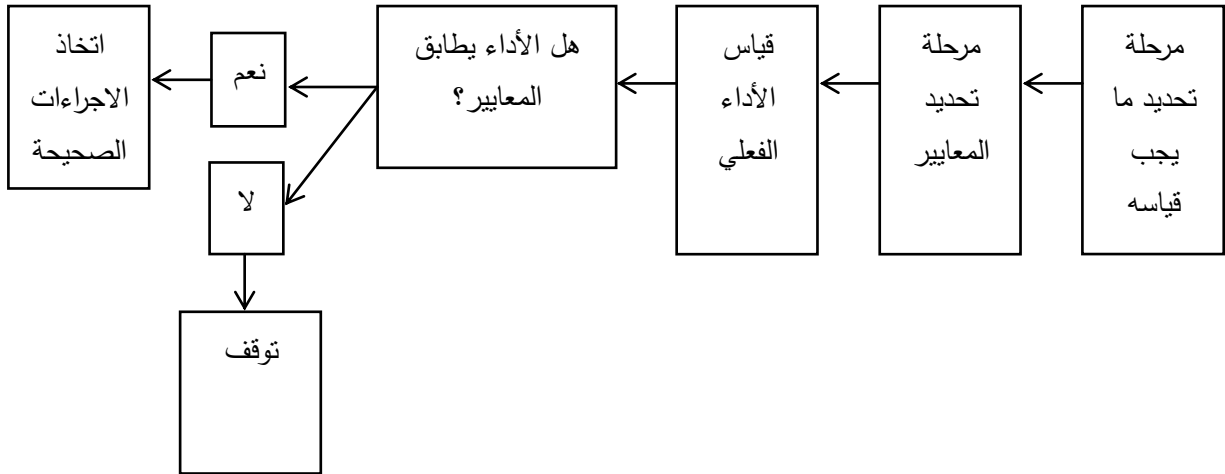 مرحلة
تحديد ما
يجب
قياسه
مرحلة
تحديد
المعايير
قياس
الأداء
الفعلي
هل الأداء يطابق
المعايير؟
نعم
لا
اتخاذ
الاجراءات
الصحيحة
توقف